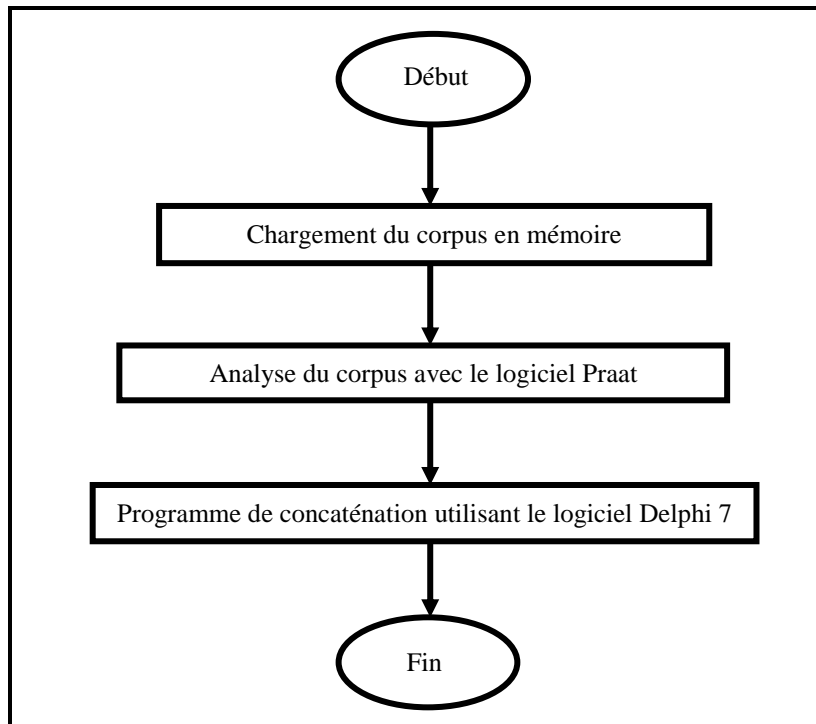 Début
Chargement du corpus en mémoire
Analyse du corpus avec le logiciel Praat
Programme de concaténation utilisant le logiciel Delphi 7
Fin